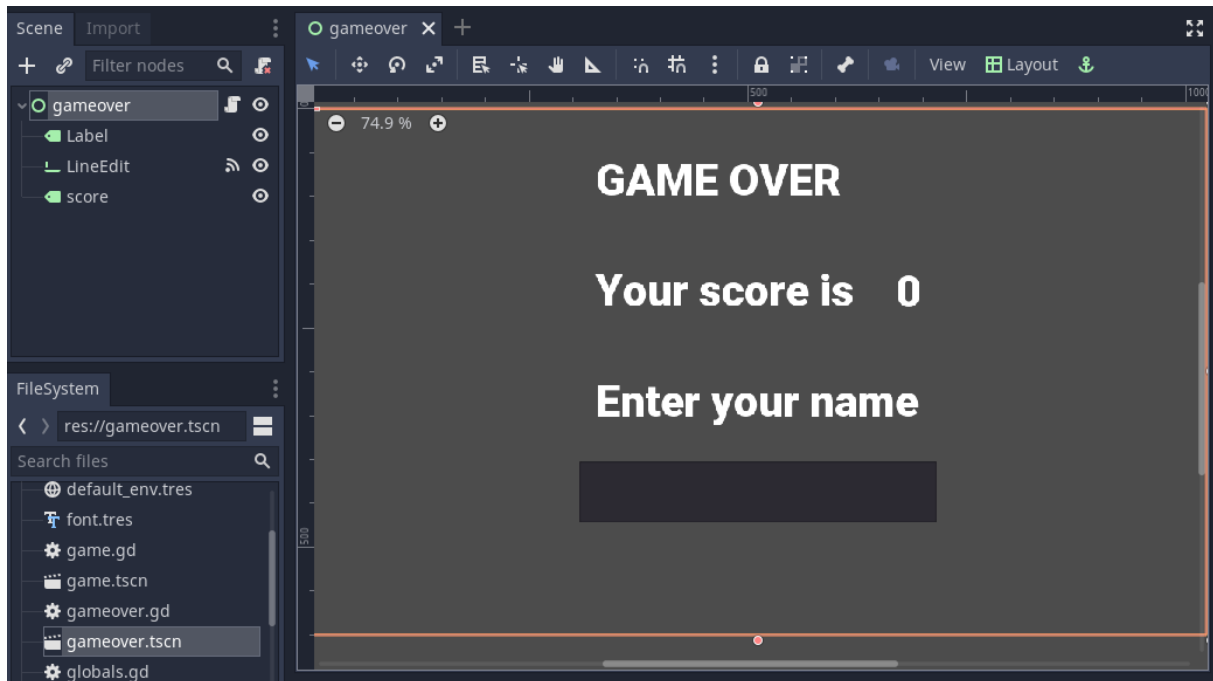 Scene Import
Filter nodes
gameover
Label
LineEdit
score
FileSystem
res://gameover.tscn
Search files
default_env.tres
font.tres
game.gd
game.tscn
gameover.gd
gameover.tscn
globals.gd
gameover
View Layout
500 1000
74.9 %
500
GAME OVER
Your score is 0
Enter your name